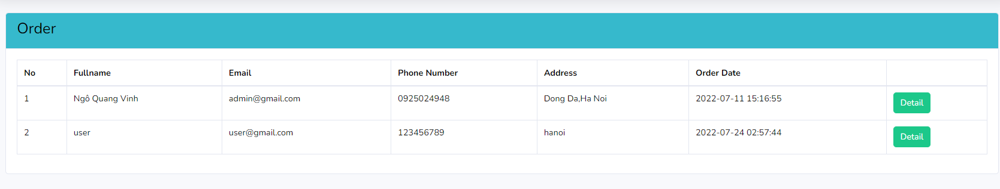 Order
No Fullname Email Phone Number Address Order Date
1 Ngô Quang Vinh admin@gmail.com 0925024948 Dong Da,Ha Noi 2022-07-11 15:16:55 Detail
2 user user@gmail.com 123456789 hanoi 2022-07-24 02:57:44 Detail